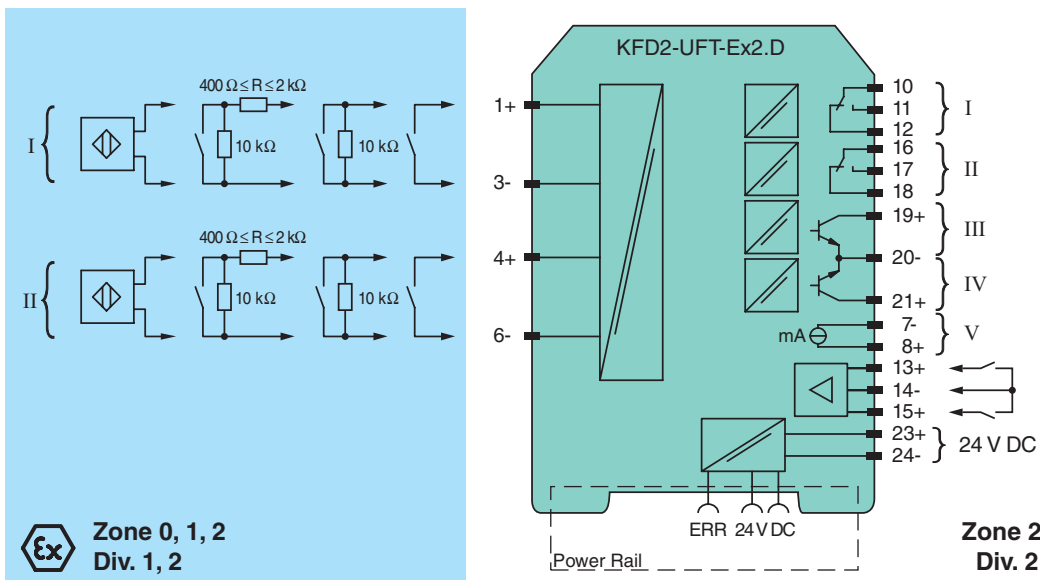 KFD2-UFT-Ex2.D
400 Ω ≤ R ≤ 2 kΩ
I
10 kΩ
10 kΩ
400 Ω ≤ R ≤ 2 kΩ
II
10 kΩ
10 kΩ
1+
3-
4+
6-
10
11
12
I
16
17
18
II
19+
III
20-
IV
21+
mA
7-
8+
V
13+
14-
15+
23+
24-
24 V DC
ERR 24 V DC
Power Rail
Ex
Zone 0, 1, 2
Div. 1, 2
Zone 2
Div. 2